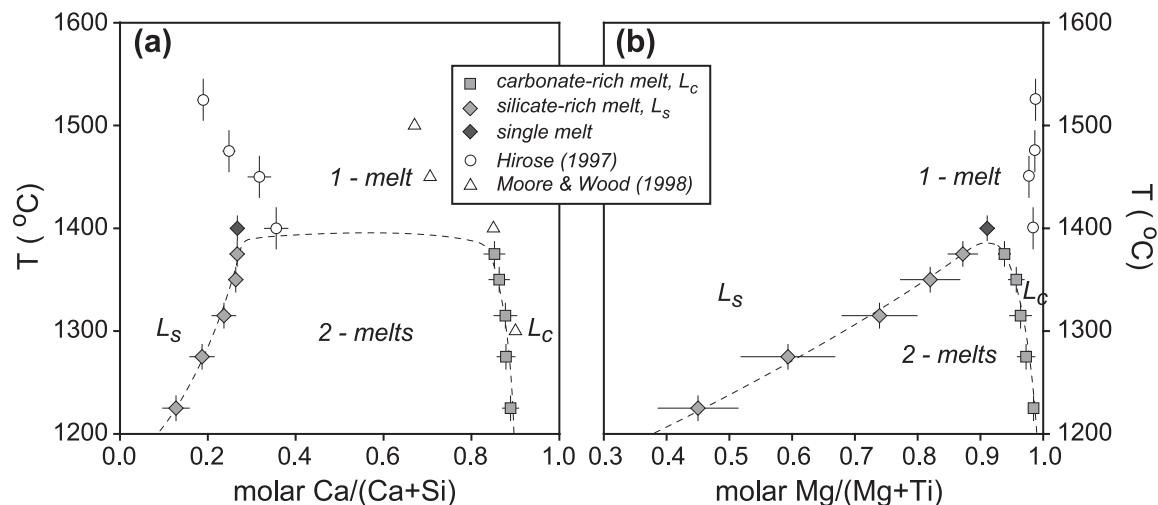 (a)
(b)
1600
1500
1400
1300
1200
T ( °C)
0.0
0.2
0.4
0.6
0.8
1.0
molar Ca/(Ca+Si)
carbonate-rich melt, Lc
silicate-rich melt, Ls
single melt
Hirose (1997)
Moore & Wood (1998)
1 - melt
Ls
2 - melts
Lc
1 - melt
Ls
Lc
2 - melts
0.3
0.4
0.5
0.6
0.7
0.8
0.9
1.0
molar Mg/(Mg+Ti)
1600
1500
1400
1300
1200
T ( °C)